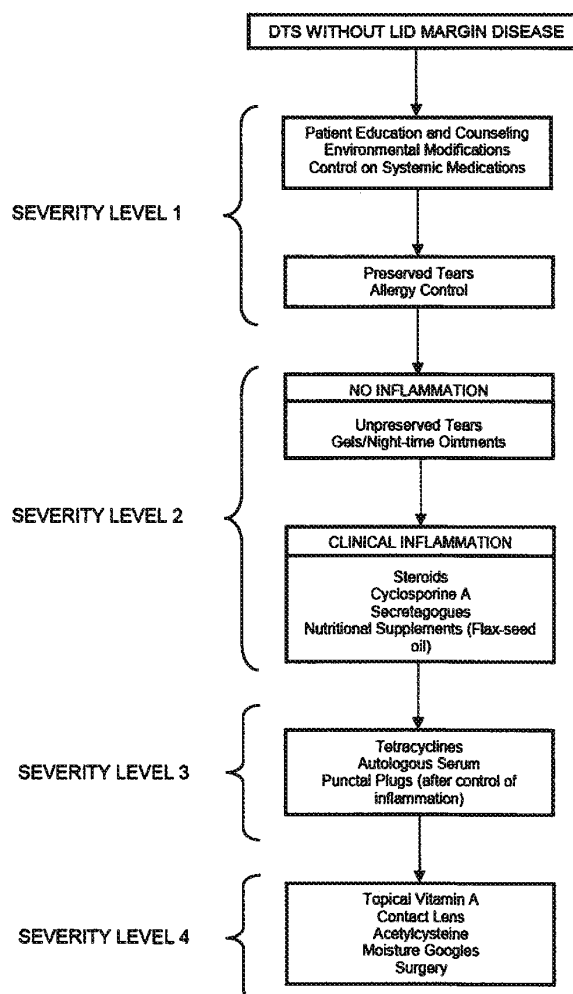 DTS WITHOUT LID MARGIN DISEASE
SEVERITY LEVEL 1
Patient Education and Counseling
Environmental Modifications
Control on Systemic Medications
Preserved Tears
Allergy Control
SEVERITY LEVEL 2
NO INFLAMMATION
Unpreserved Tears
Gels/Night-time Ointments
CLINICAL INFLAMMATION
Steroids
Cyclosporine A
Secretagogues
Nutritional Supplements (Flax-seed
oil)
SEVERITY LEVEL 3
Tetracyclines
Autologous Serum
Punctal Plugs (after control of
inflammation)
SEVERITY LEVEL 4
Topical Vitamin A
Contact Lens
Acetylcysteine
Moisture Googles
Surgery